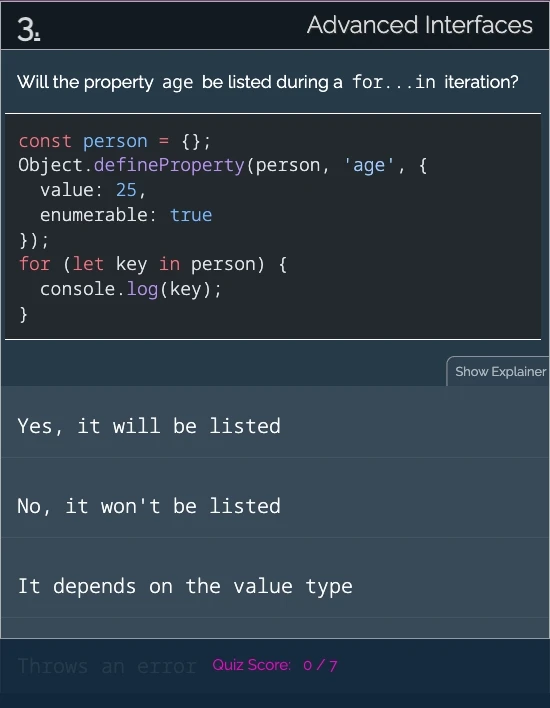 3.
Advanced Interfaces
Will the property age be listed during a for...in iteration?
const person = {};
Object.defineProperty(person, 'age', {
  value: 25,
  enumerable: true
});
for (let key in person) {
  console.log(key);
}
Show Explainer
Yes, it will be listed
No, it won't be listed
It depends on the value type
Throws an error
Quiz Score: 0 / 7